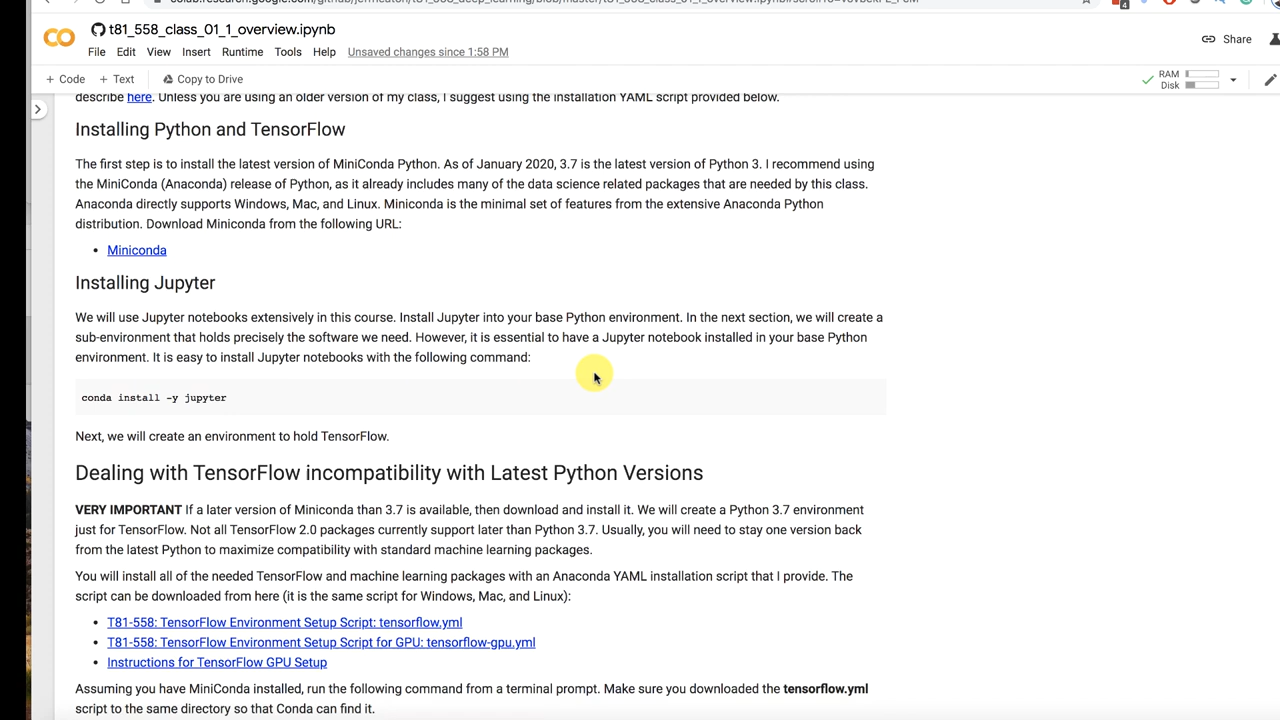 t81_558_class_01_1_overview.ipynb
File Edit View Insert Runtime Tools Help Unsaved changes since 1:58 PM
Share
+ Code + Text Copy to Drive
RAM
Disk
4
describe here. Unless you are using an older version of my class, I suggest using the installation YAML script provided below.
Installing Python and TensorFlow
The first step is to install the latest version of MiniConda Python. As of January 2020, 3.7 is the latest version of Python 3. I recommend using
the MiniConda (Anaconda) release of Python, as it already includes many of the data science related packages that are needed by this class.
Anaconda directly supports Windows, Mac, and Linux. Miniconda is the minimal set of features from the extensive Anaconda Python
distribution. Download Miniconda from the following URL:
• Miniconda
Installing Jupyter
We will use Jupyter notebooks extensively in this course. Install Jupyter into your base Python environment. In the next section, we will create a
sub-environment that holds precisely the software we need. However, it is essential to have a Jupyter notebook installed in your base Python
environment. It is easy to install Jupyter notebooks with the following command:
conda install -y jupyter
Next, we will create an environment to hold TensorFlow.
Dealing with TensorFlow incompatibility with Latest Python Versions
VERY IMPORTANT If a later version of Miniconda than 3.7 is available, then download and install it. We will create a Python 3.7 environment
just for TensorFlow. Not all TensorFlow 2.0 packages currently support later than Python 3.7. Usually, you will need to stay one version back
from the latest Python to maximize compatibility with standard machine learning packages.
You will install all of the needed TensorFlow and machine learning packages with an Anaconda YAML installation script that I provide. The
script can be downloaded from here (it is the same script for Windows, Mac, and Linux):
• T81-558: TensorFlow Environment Setup Script: tensorflow.yml
• T81-558: TensorFlow Environment Setup Script for GPU: tensorflow-gpu.yml
• Instructions for TensorFlow GPU Setup
Assuming you have MiniConda installed, run the following command from a terminal prompt. Make sure you downloaded the tensorflow.yml
script to the same directory so that Conda can find it.